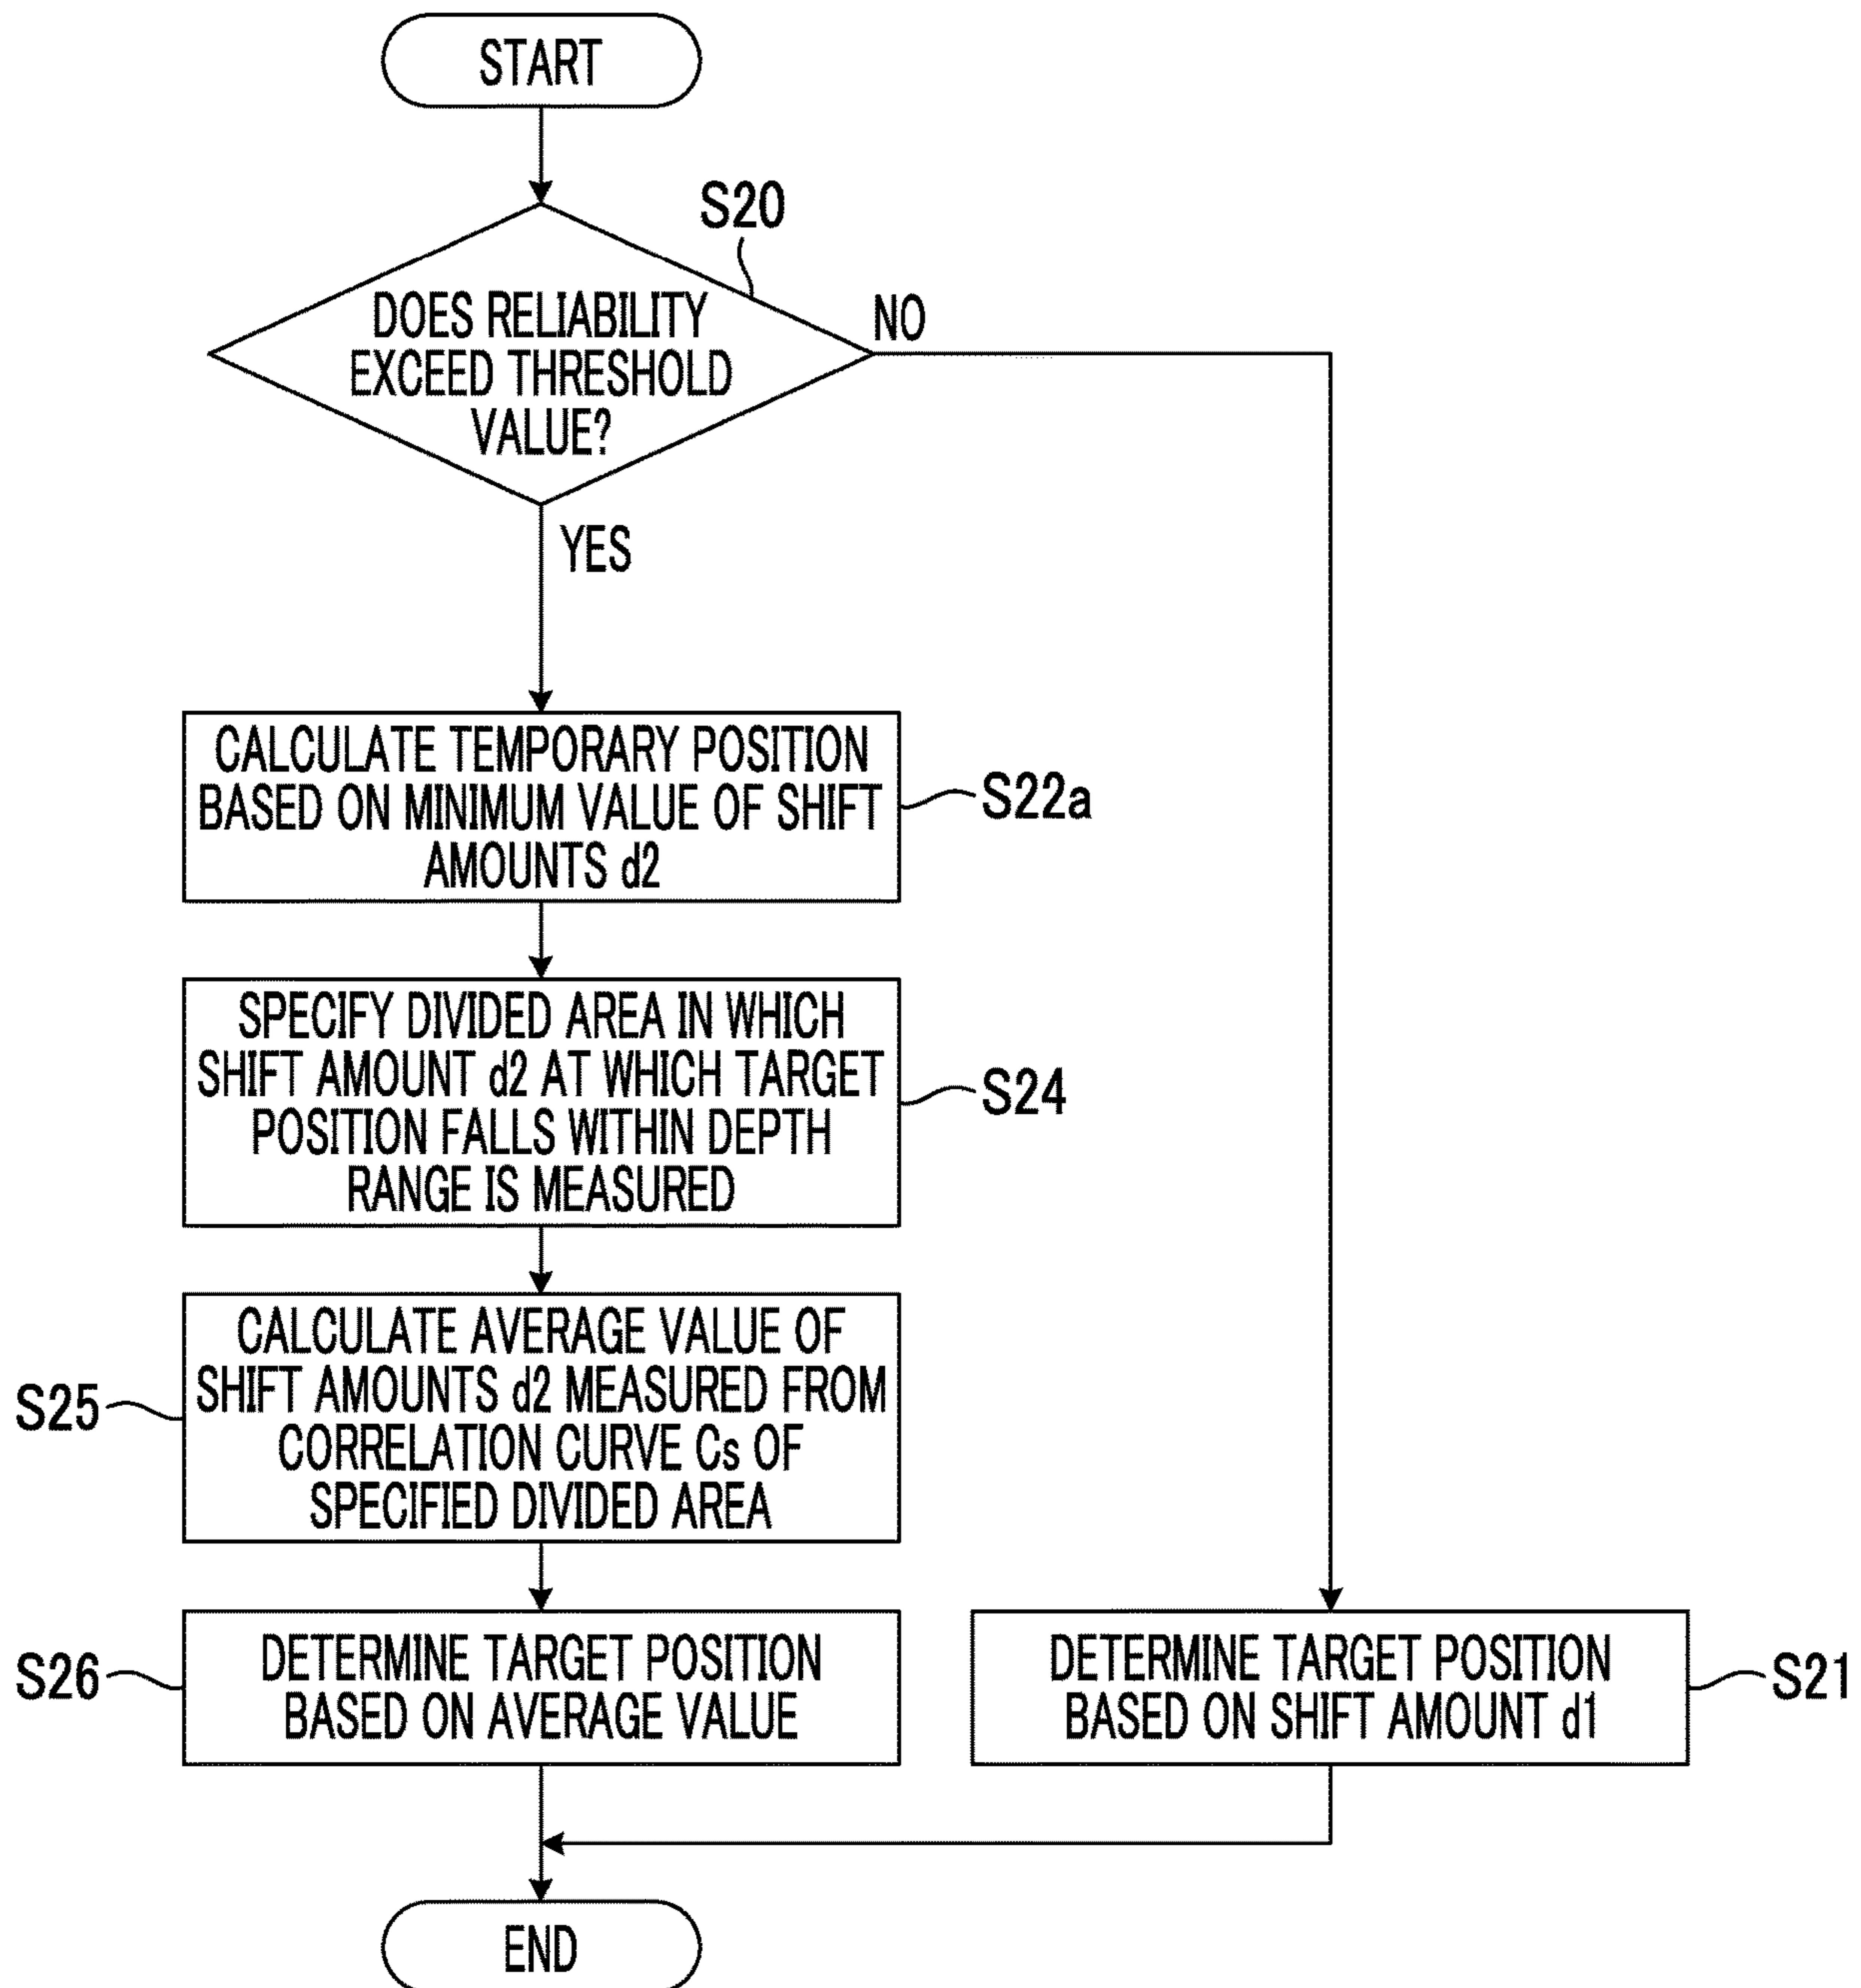 START
S20
DOES RELIABILITY
EXCEED THRESHOLD
VALUE?
NO
YES
CALCULATE TEMPORARY POSITION
BASED ON MINIMUM VALUE OF SHIFT
AMOUNTS d2
S22a
SPECIFY DIVIDED AREA IN WHICH
SHIFT AMOUNT d2 AT WHICH TARGET
POSITION FALLS WITHIN DEPTH
RANGE IS MEASURED
S24
CALCULATE AVERAGE VALUE OF
SHIFT AMOUNTS d2 MEASURED FROM
CORRELATION CURVE Cs OF
SPECIFIED DIVIDED AREA
S25
DETERMINE TARGET POSITION
BASED ON AVERAGE VALUE
S26
DETERMINE TARGET POSITION
BASED ON SHIFT AMOUNT d1
S21
END